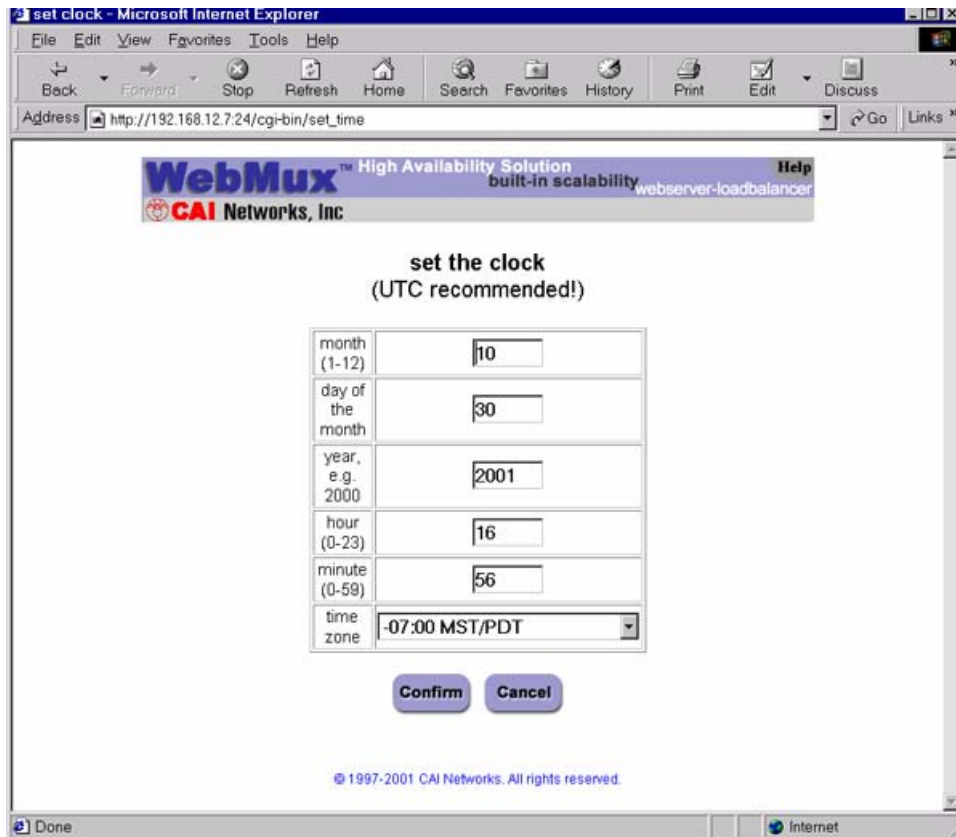 set clock - Microsoft Internet Explorer
File Edit View Favorites Tools Help
Back Forward Stop Refresh Home Search Favorites History Print Edit Discuss
Address http://192.168.12.7:24/cgi-bin/set_time Go Links
WebMux™ High Availability Solution Help
built-in scalability
webserver-loadbalancer
CAI Networks, Inc
set the clock
(UTC recommended!)
month
(1-12)
10
day of
the
month
30
year,
e.g.
2000
2001
hour
(0-23)
16
minute
(0-59)
56
time
zone
-07:00 MST/PDT
Confirm Cancel
© 1997-2001 CAI Networks. All rights reserved.
Done Internet